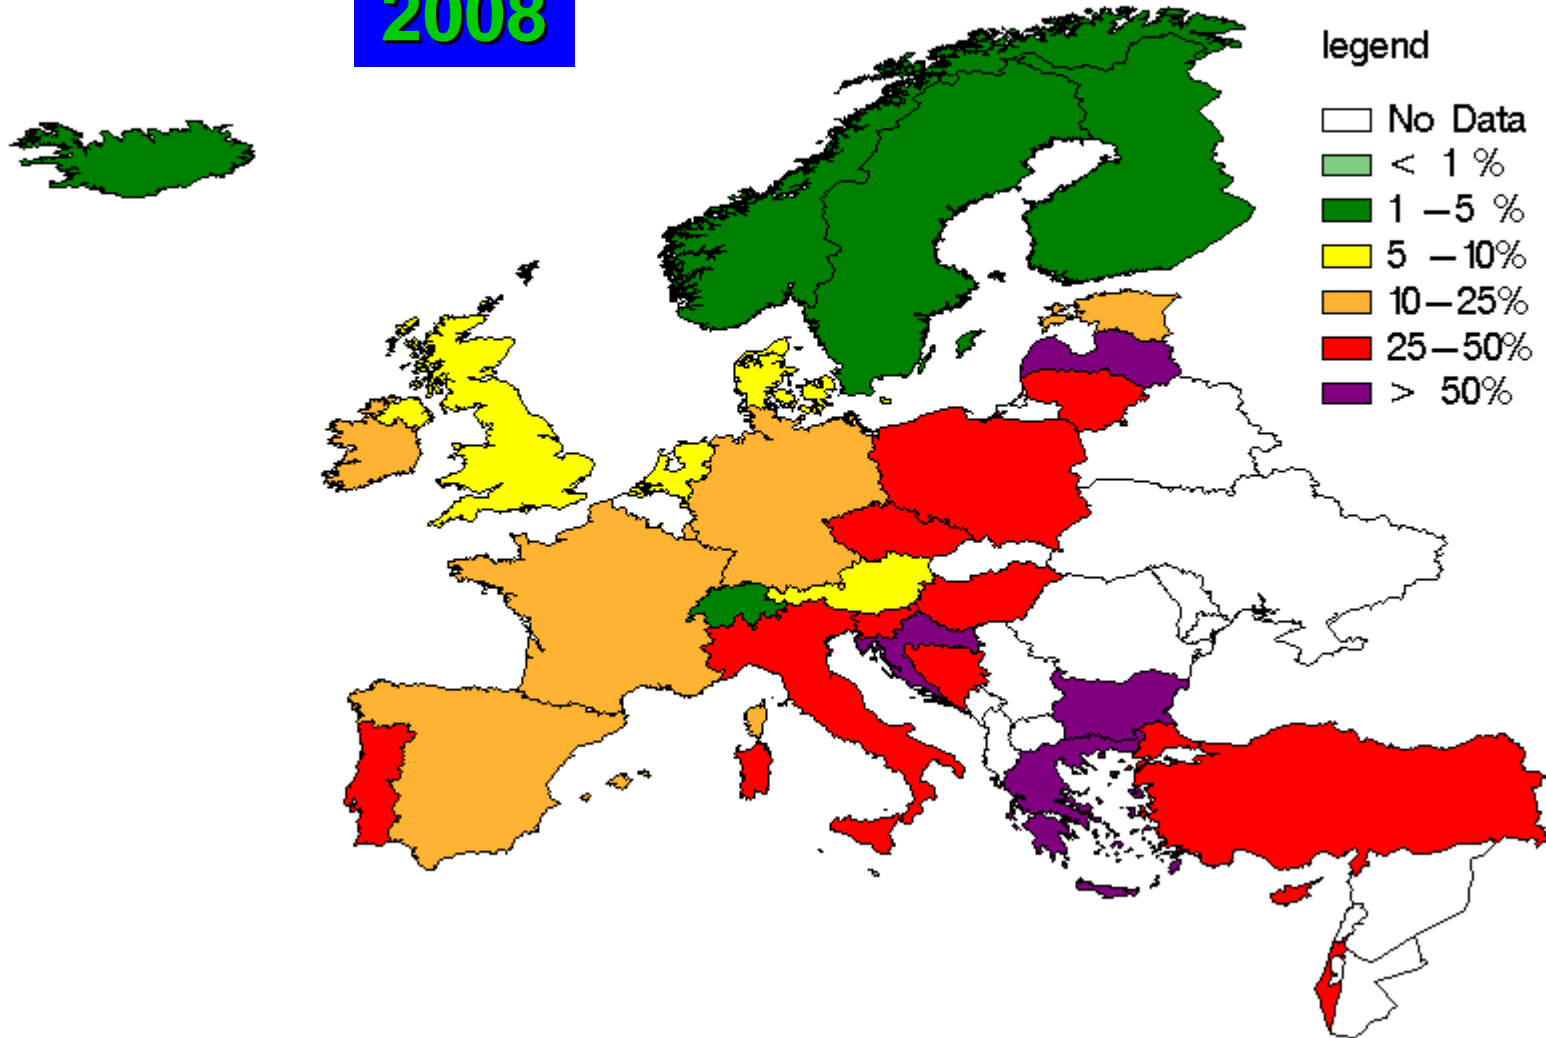 2008
legend
No Data
< 1 %
1 –5 %
5 –10%
10–25%
25–50%
> 50%